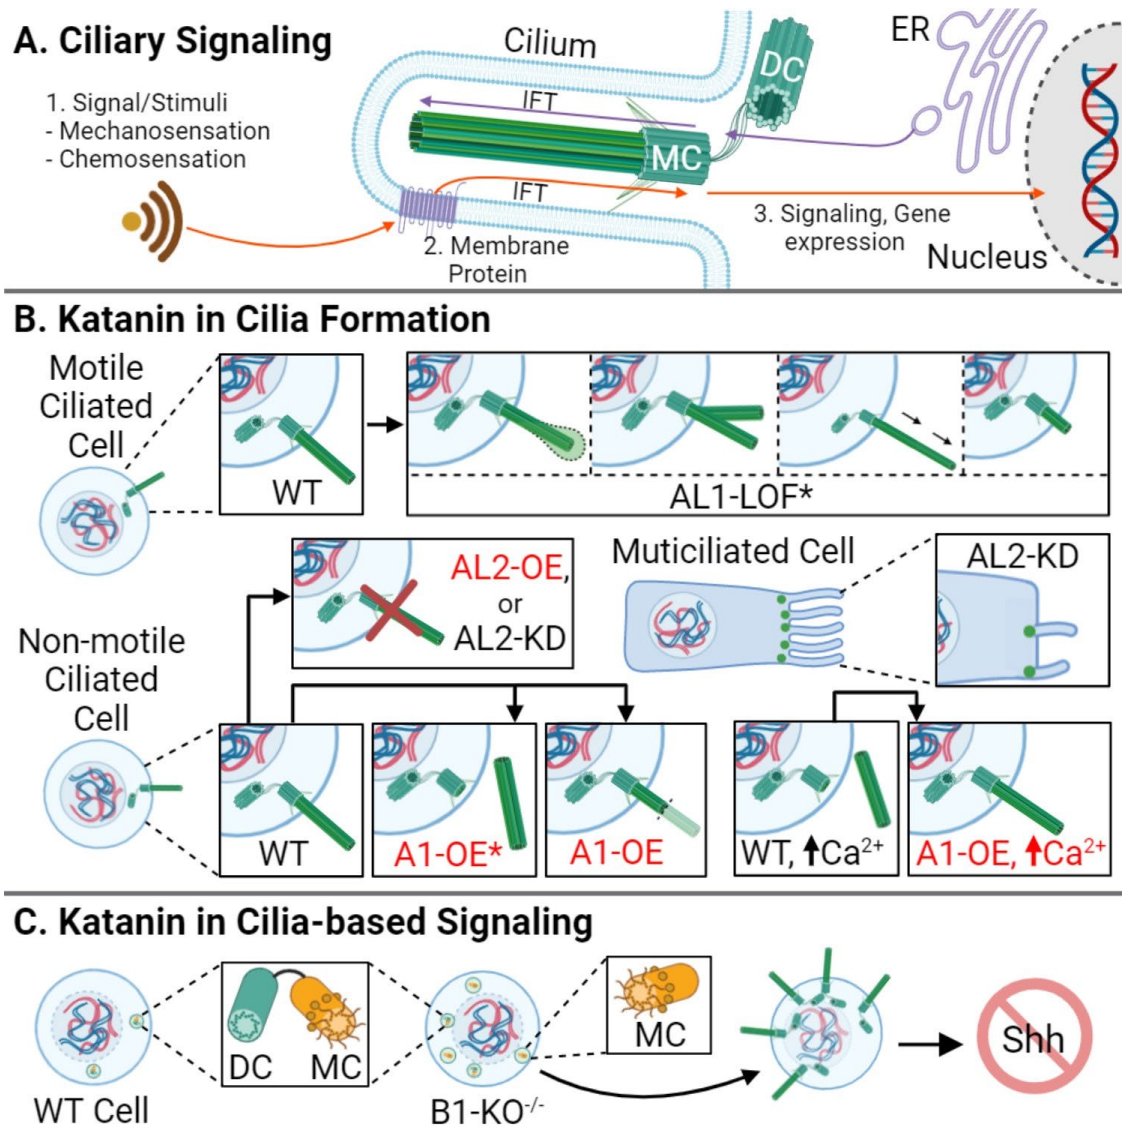 A. Ciliary Signaling
1. Signal/Stimuli
- Mechanosensation
- Chemosensation
Cilium
DC
ER
IFT
MC
IFT
2. Membrane
Protein
3. Signaling, Gene
expression
Nucleus
B. Katanin in Cilia Formation
Motile
Ciliated
Cell
WT
AL1-LOF*
AL2-OE,
or
AL2-KD
Muticiliated Cell
AL2-KD
Non-motile
Ciliated
Cell
WT
A1-OE*
A1-OE
WT, ⬆Ca²⁺
A1-OE, ⬆Ca²⁺
C. Katanin in Cilia-based Signaling
DC
MC
MC
Shh
WT Cell
B1-KO⁻/⁻